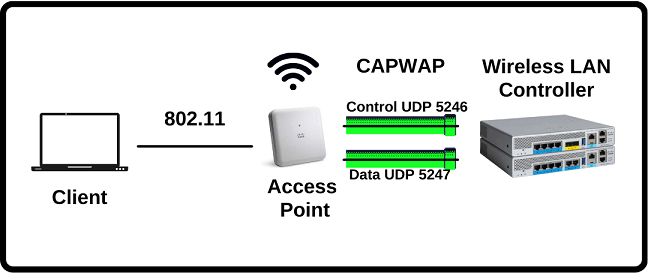 CAPWAP
Wireless LAN
Controller
802.11
Control UDP 5246
Data UDP 5247
Client
Access
Point